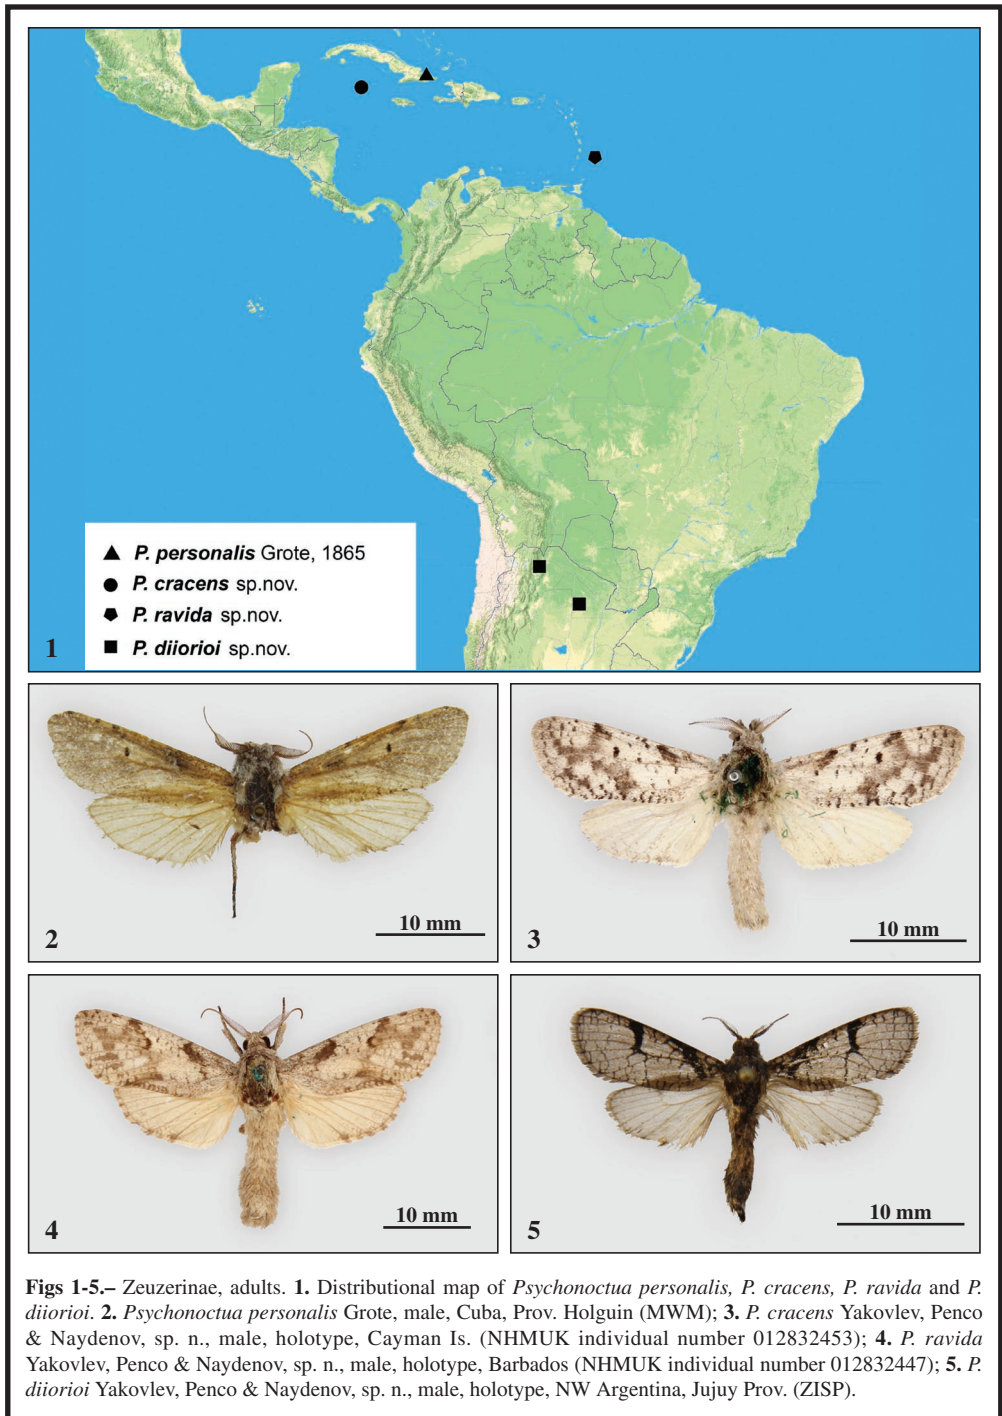 P. personalis Grote, 1865
P. cracens sp.nov.
P. ravida sp.nov.
P. diiorioi sp.nov.
1
10 mm
2
10 mm
3
10 mm
4
10 mm
5
Figs 1-5.– Zeuzerinae, adults. 1. Distributional map of Psychonoctua personalis, P. cracens, P. ravida and P.
diiorioi. 2. Psychonoctua personalis Grote, male, Cuba, Prov. Holguin (MWM); 3. P. cracens Yakovlev, Penco
& Naydenov, sp. n., male, holotype, Cayman Is. (NHMUK individual number 012832453); 4. P. ravida
Yakovlev, Penco & Naydenov, sp. n., male, holotype, Barbados (NHMUK individual number 012832447); 5. P.
diiorioi Yakovlev, Penco & Naydenov, sp. n., male, holotype, NW Argentina, Jujuy Prov. (ZISP).